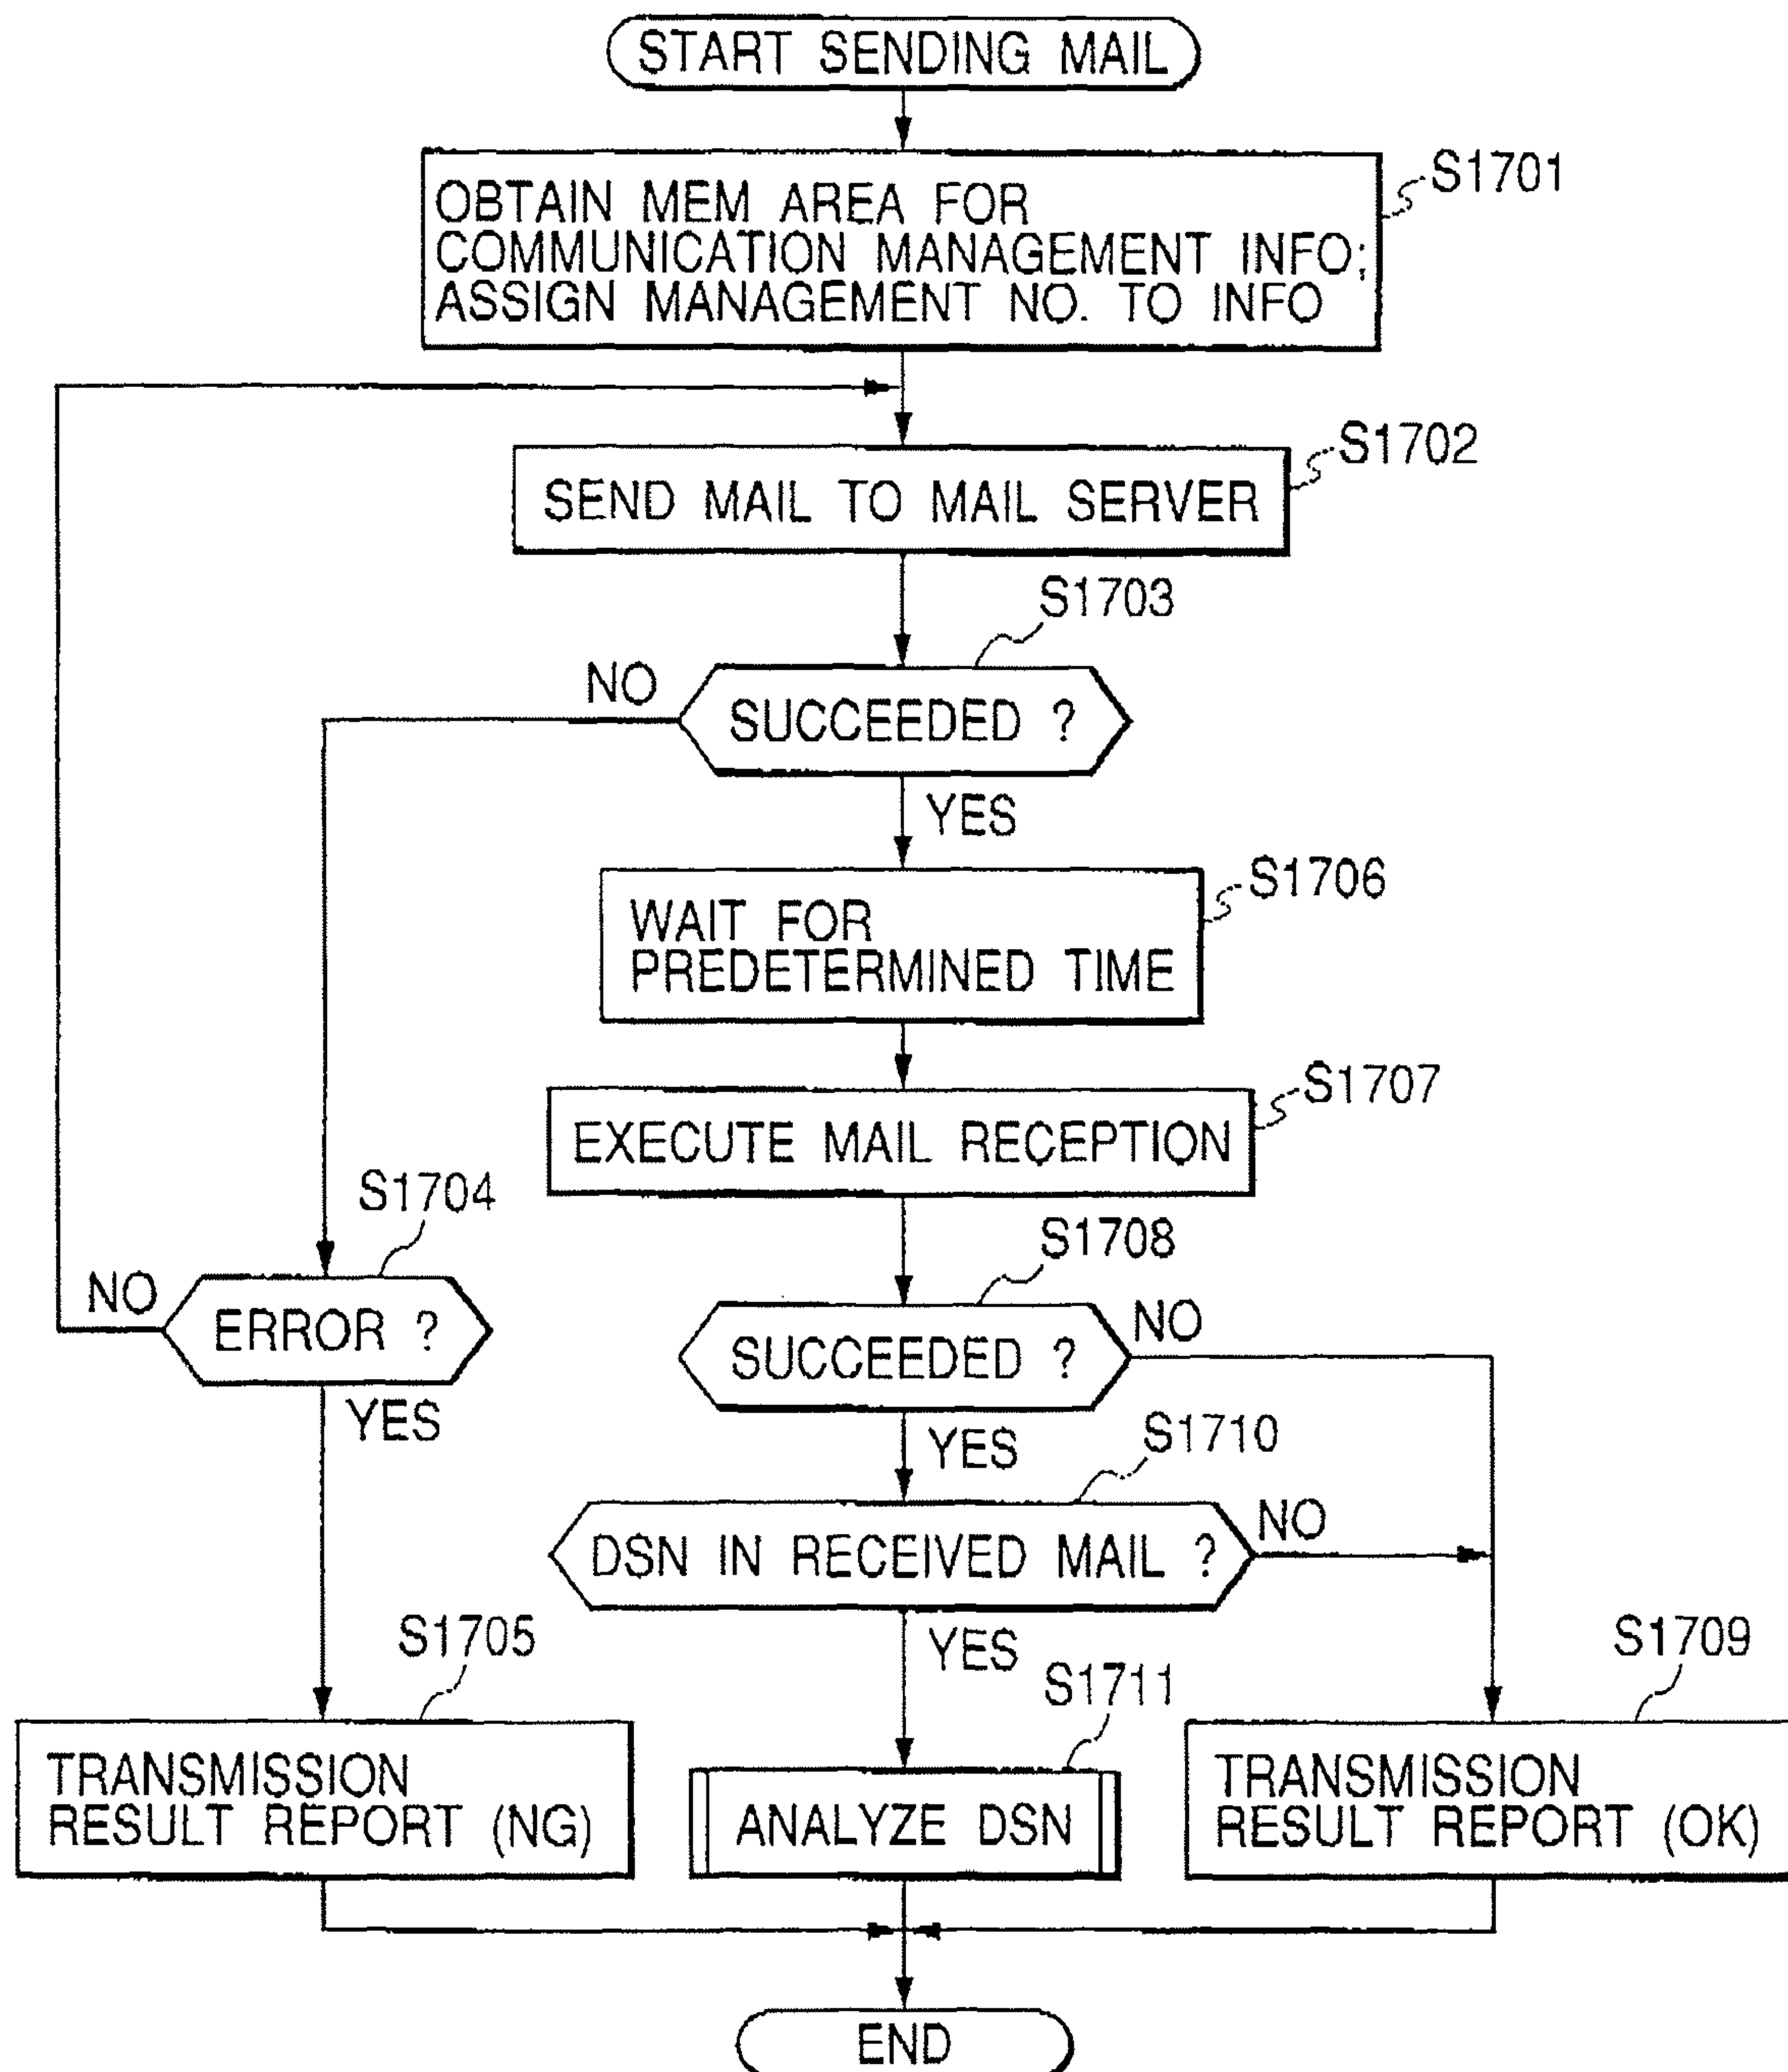 START SENDING MAIL
S1701
OBTAIN MEM AREA FOR
COMMUNICATION MANAGEMENT INFO;
ASSIGN MANAGEMENT NO. TO INFO
S1702
SEND MAIL TO MAIL SERVER
S1703
NO
SUCCEEDED ?
YES
S1706
WAIT FOR
PREDETERMINED TIME
S1707
EXECUTE MAIL RECEPTION
S1704
NO
ERROR ?
YES
S1708
SUCCEEDED ?
NO
YES
S1710
DSN IN RECEIVED MAIL ?
NO
YES
S1705
TRANSMISSION
RESULT REPORT (NG)
S1711
ANALYZE DSN
S1709
TRANSMISSION
RESULT REPORT (OK)
END